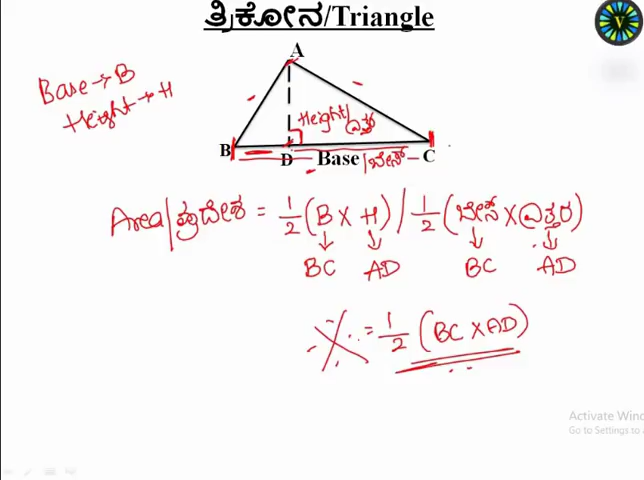 ತ್ರಿಕೋನ/Triangle
V
A
Base → B
Height → H
Height/ಎತ್ತರ
B D Base/ಬೇಸ್ C
Area/ಪ್ರದೇಶ = 1/2 (B X H) / 1/2 (ಬೇಸ್ X ಎತ್ತರ)
↓ ↓ ↓ ↓
BC AD BC AD
= 1/2 (BC X AD)
Activate Wind
Go to Settings to a